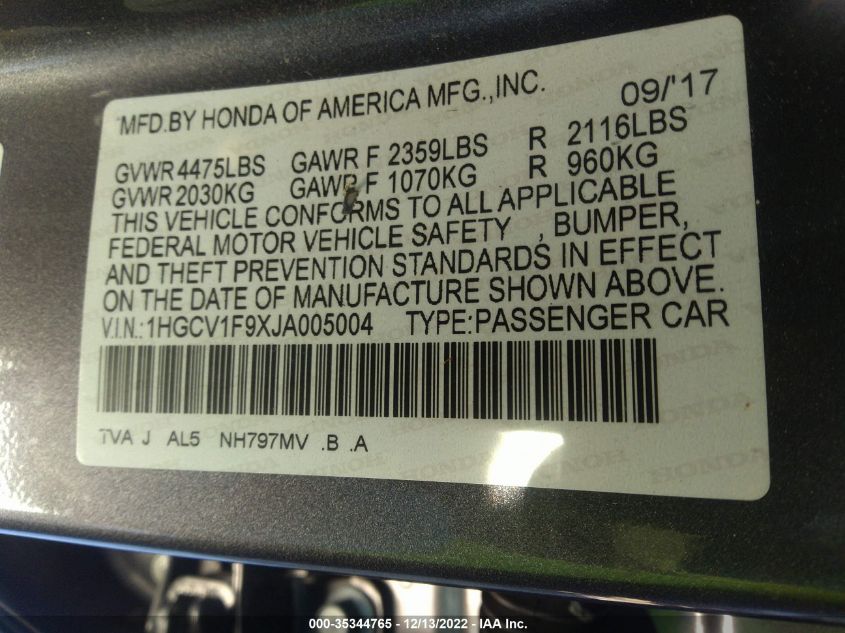 MFD.BY HONDA OF AMERICA MFG.,INC. 09/'17
GVWR 4475LBS GAWR F 2359LBS R 2116LBS
GVWR 2030KG GAWR F 1070KG R 960KG
THIS VEHICLE CONFORMS TO ALL APPLICABLE
FEDERAL MOTOR VEHICLE SAFETY , BUMPER,
AND THEFT PREVENTION STANDARDS IN EFFECT
ON THE DATE OF MANUFACTURE SHOWN ABOVE.
V.I.N.:1HGCV1F9XJA005004 TYPE:PASSENGER CAR
TVA J AL5 NH797MV .B .A
000-35344765 - 12/13/2022 - IAA Inc.